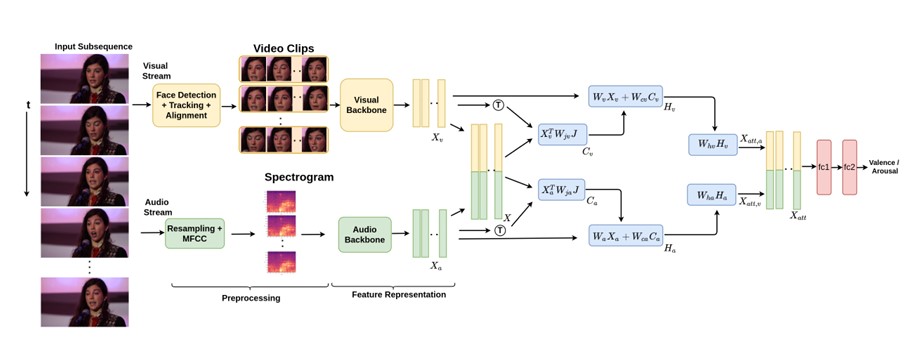 Input Subsequence
t
Visual
Stream
Face Detection
+ Tracking +
Alignment
Video Clips
Visual
Backbone
X_v
Audio
Stream
Resampling +
MFCC
Spectrogram
Audio
Backbone
X_a
Preprocessing
Feature Representation
X
T
T
X_v^T W_{jv} J
C_v
X_a^T W_{ja} J
C_a
W_v X_v + W_{cv} C_v
H_v
W_a X_a + W_{ca} C_a
H_a
W_{hv} H_v
X_{att,a}
W_{ha} H_a
X_{att,v}
X_{att}
fc1
fc2
Valence /
Arousal